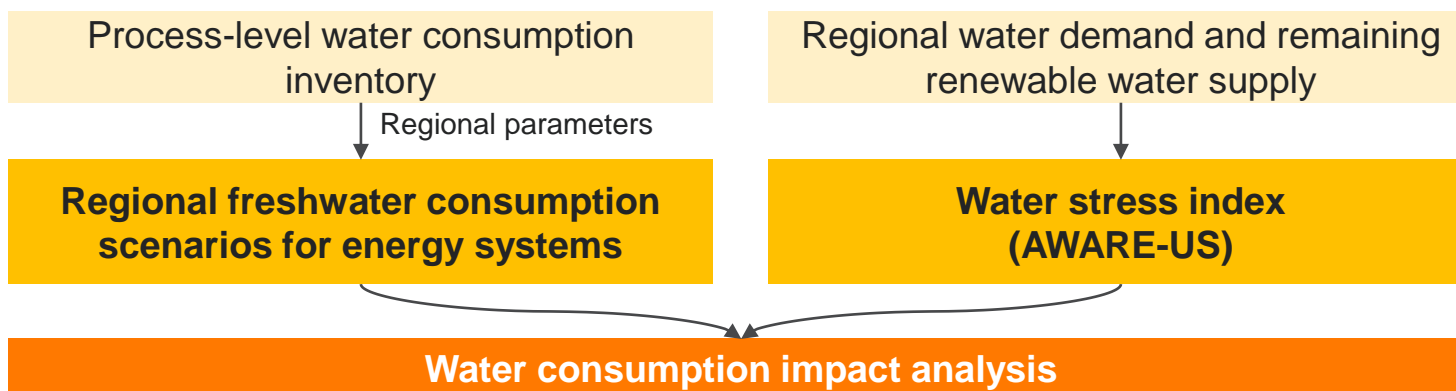 Process-level water consumption
inventory
Regional water demand and remaining
renewable water supply
Regional parameters
Regional freshwater consumption
scenarios for energy systems
Water stress index
(AWARE-US)
Water consumption impact analysis